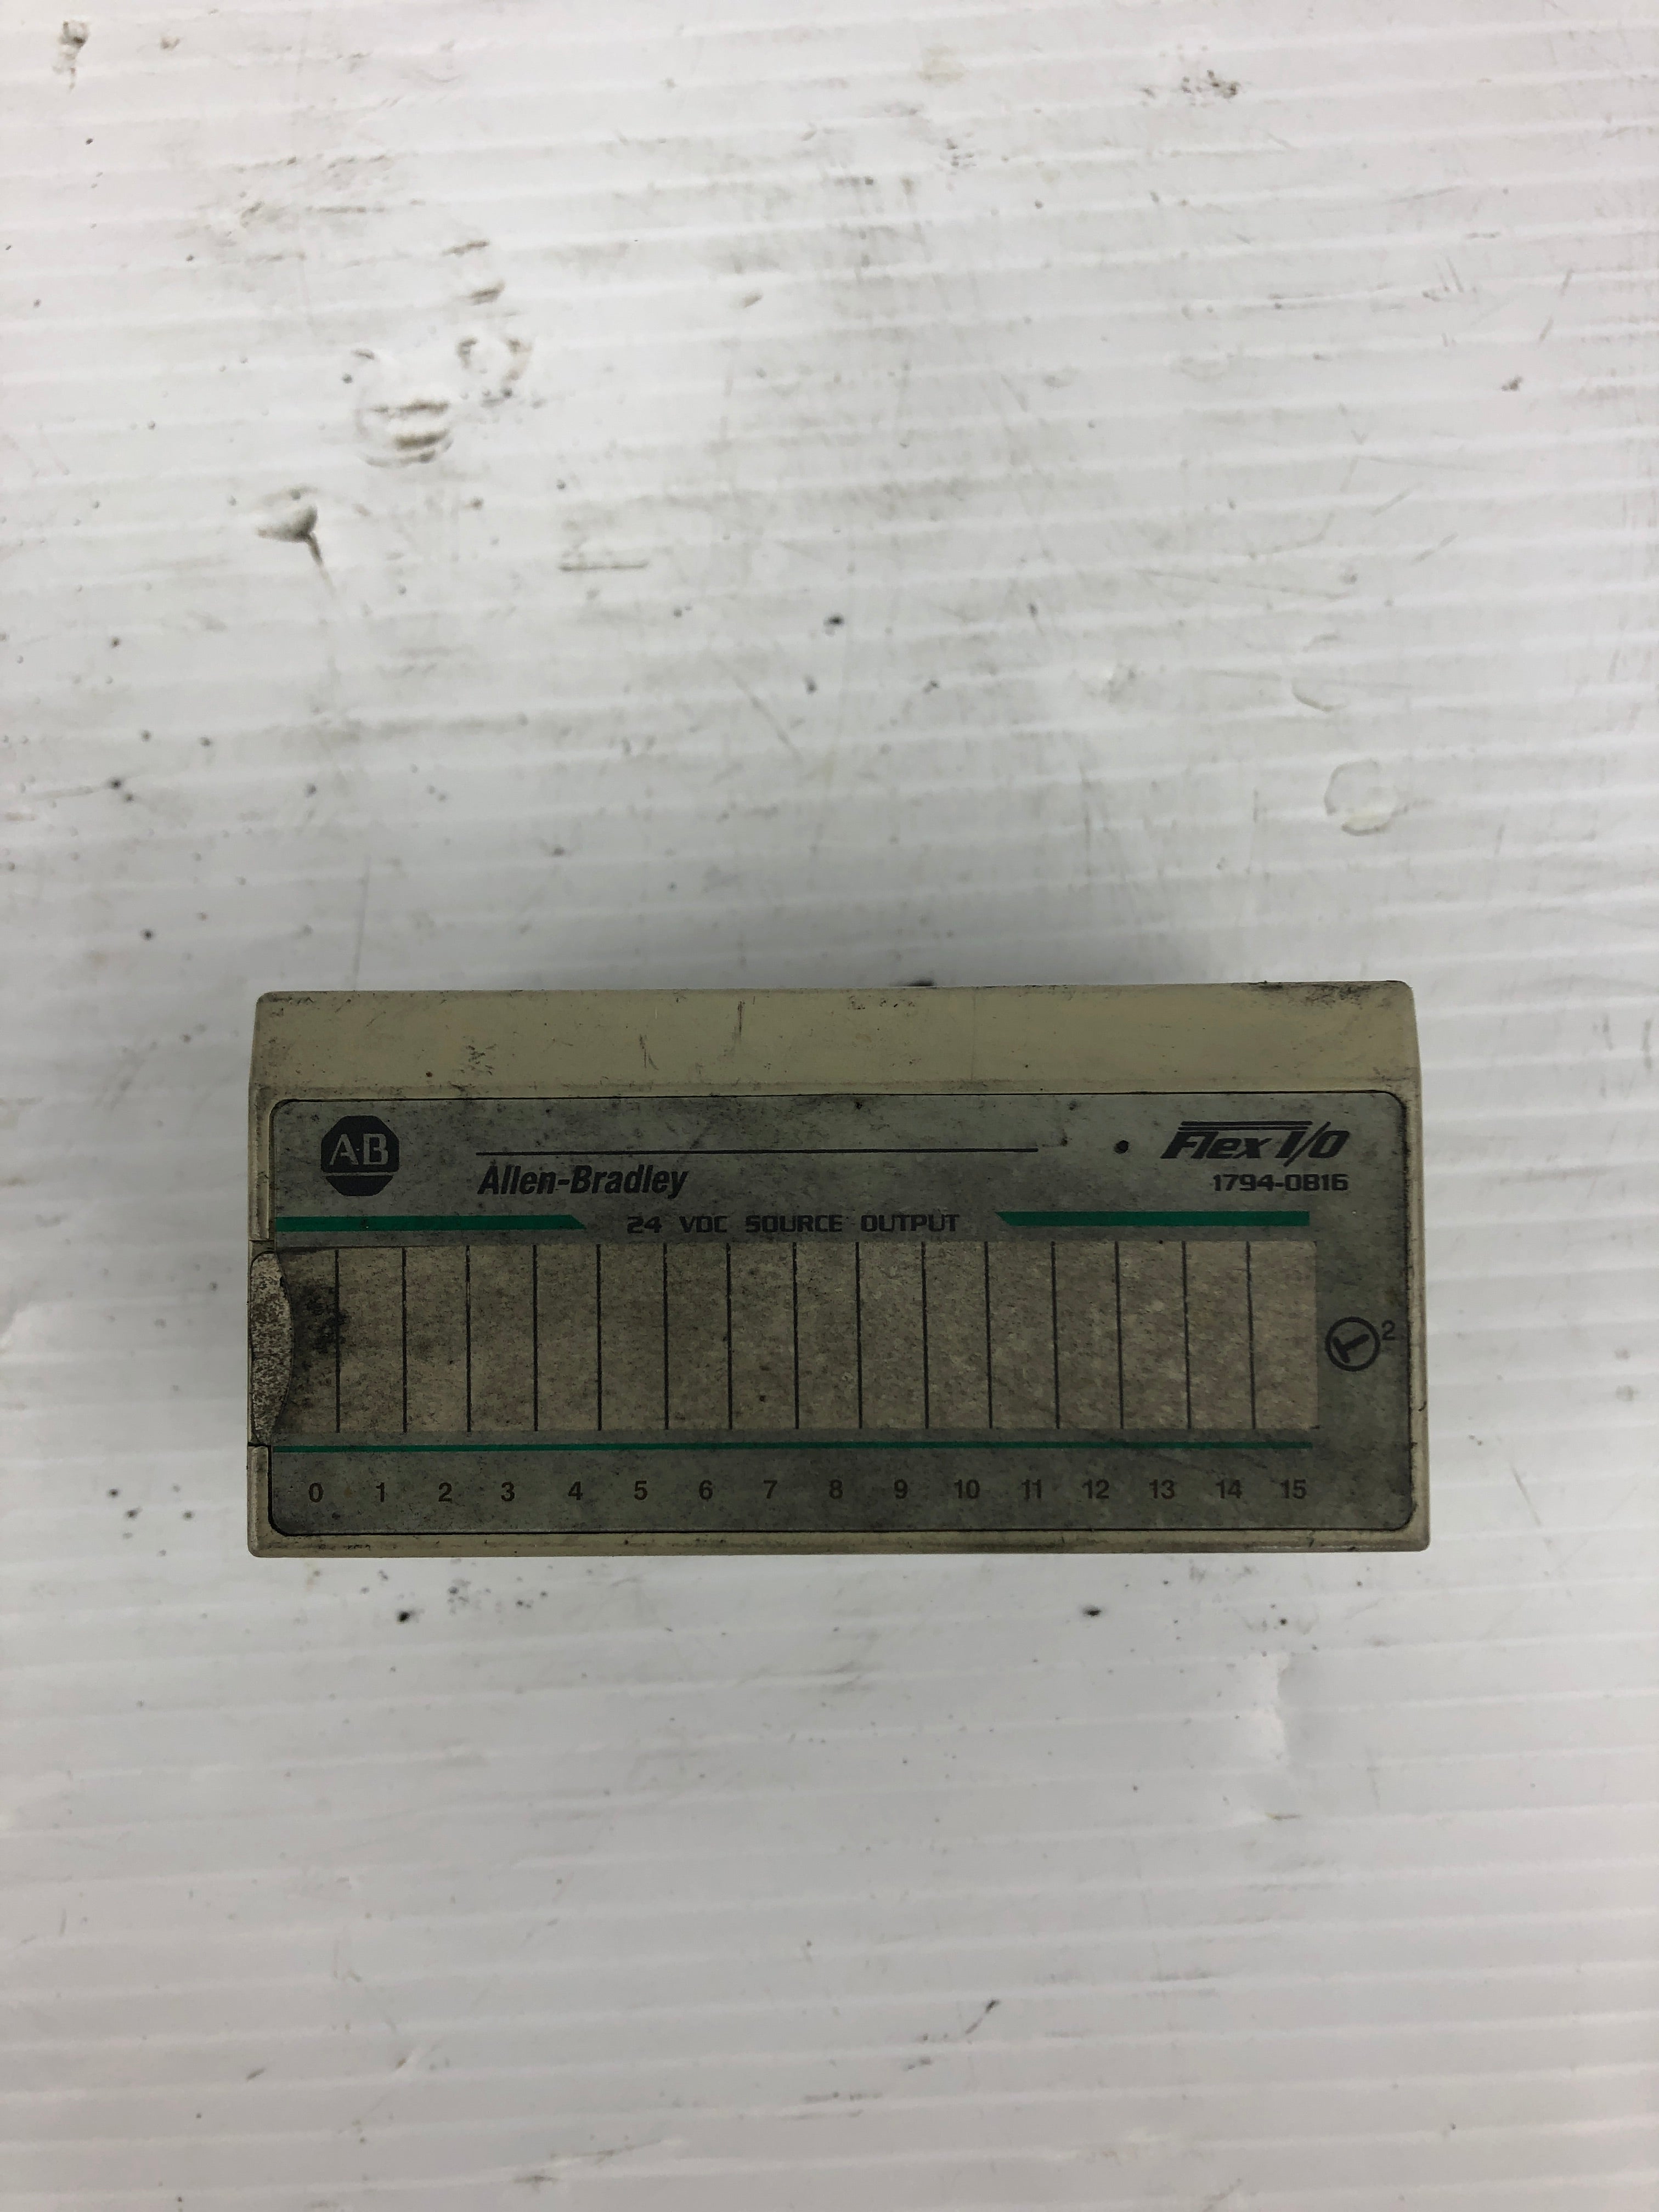 A·B
Allen-Bradley
Flex I/O
1794-OB16
24 VDC SOURCE OUTPUT
2
0 1 2 3 4 5 6 7 8 9 10 11 12 13 14 15